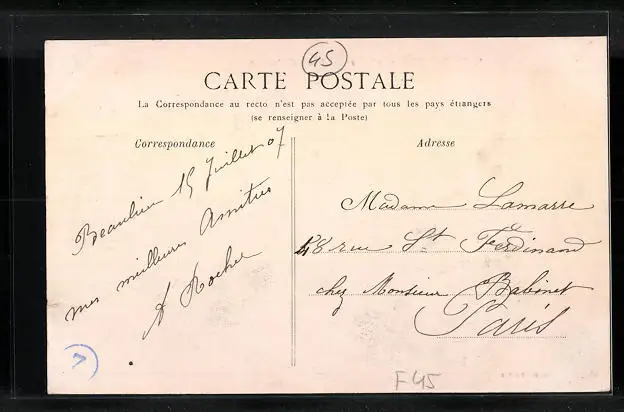 45
CARTE POSTALE
La Correspondance au recto n'est pas acceptée par tous les pays étrangers
(se renseigner à la Poste)
Correspondance
Adresse
Beaulieu 15 Juillet 07
mes meilleures Amitiés
A Rocher
Madame Lamarre
48 rue St Ferdinand
chez Monsieur Babinet
Paris
V
F45